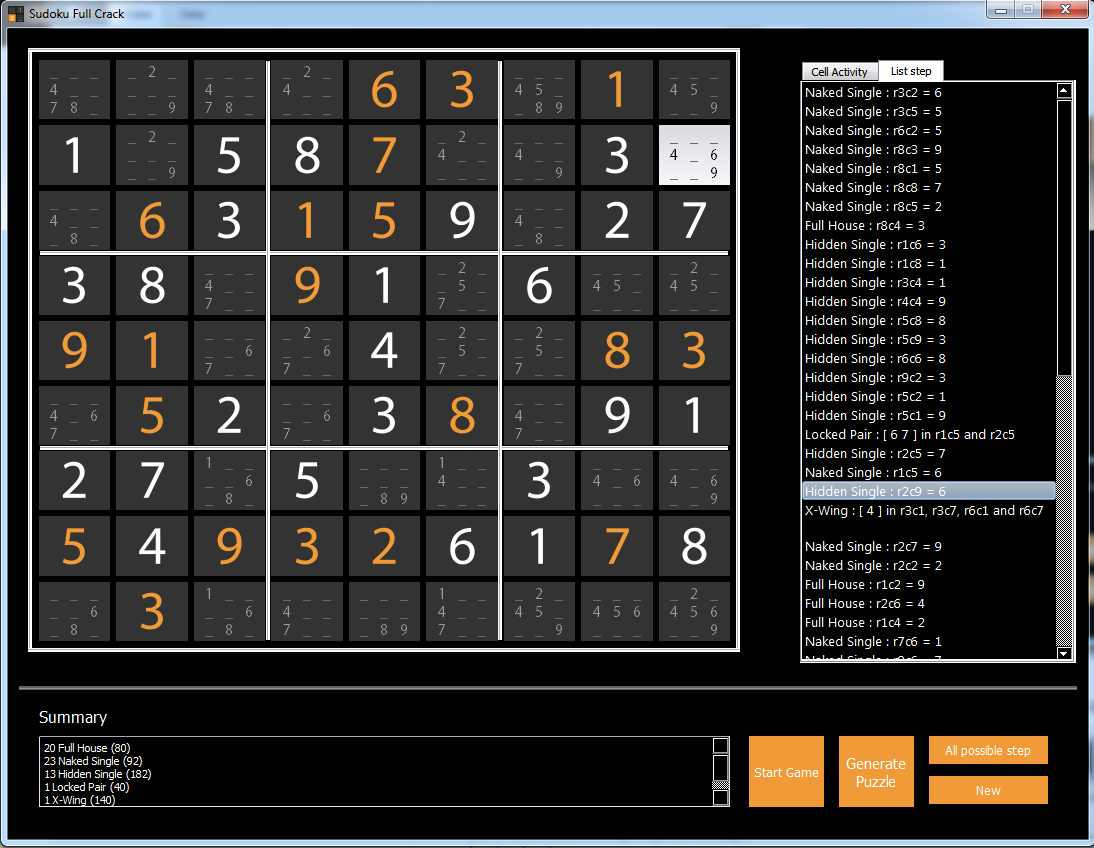 Sudoku Full Crack
2 2
4 4 4 6 3 4 5 1 4 5
7 8 9 7 8 8 9 9
2 2
1 5 8 7 4 4 3 4 6
9 9 9
4 6 3 1 5 9 4 2 7
8 8
2 2
3 8 4 9 1 5 6 4 5 4 5
7 7
2 2 2
9 1 6 6 4 5 5 8 3
7 7 7 7
4 6 5 2 6 3 8 4 9 1
7 7 7
1 1
2 7 6 5 4 3 4 6 4 6
8 8 9 9
5 4 9 3 2 6 1 7 8
1 1 2 2
6 3 6 4 4 4 5 4 5 6 4 5 6
8 8 7 8 9 7 9 9
Cell Activity List step
Naked Single : r3c2 = 6
Naked Single : r3c5 = 5
Naked Single : r6c2 = 5
Naked Single : r8c3 = 9
Naked Single : r8c1 = 5
Naked Single : r8c8 = 7
Naked Single : r8c5 = 2
Full House : r8c4 = 3
Hidden Single : r1c6 = 3
Hidden Single : r1c8 = 1
Hidden Single : r3c4 = 1
Hidden Single : r4c4 = 9
Hidden Single : r5c8 = 8
Hidden Single : r5c9 = 3
Hidden Single : r6c6 = 8
Hidden Single : r9c2 = 3
Hidden Single : r5c2 = 1
Hidden Single : r5c1 = 9
Locked Pair : [ 6 7 ] in r1c5 and r2c5
Hidden Single : r2c5 = 7
Naked Single : r1c5 = 6
Hidden Single : r2c9 = 6
X-Wing : [ 4 ] in r3c1, r3c7, r6c1 and r6c7
Naked Single : r2c7 = 9
Naked Single : r2c2 = 2
Full House : r1c2 = 9
Full House : r2c6 = 4
Full House : r1c4 = 2
Naked Single : r7c6 = 1
Summary
20 Full House (80)
23 Naked Single (92)
13 Hidden Single (182)
1 Locked Pair (40)
1 X-Wing (140)
Start Game
Generate
Puzzle
All possible step
New